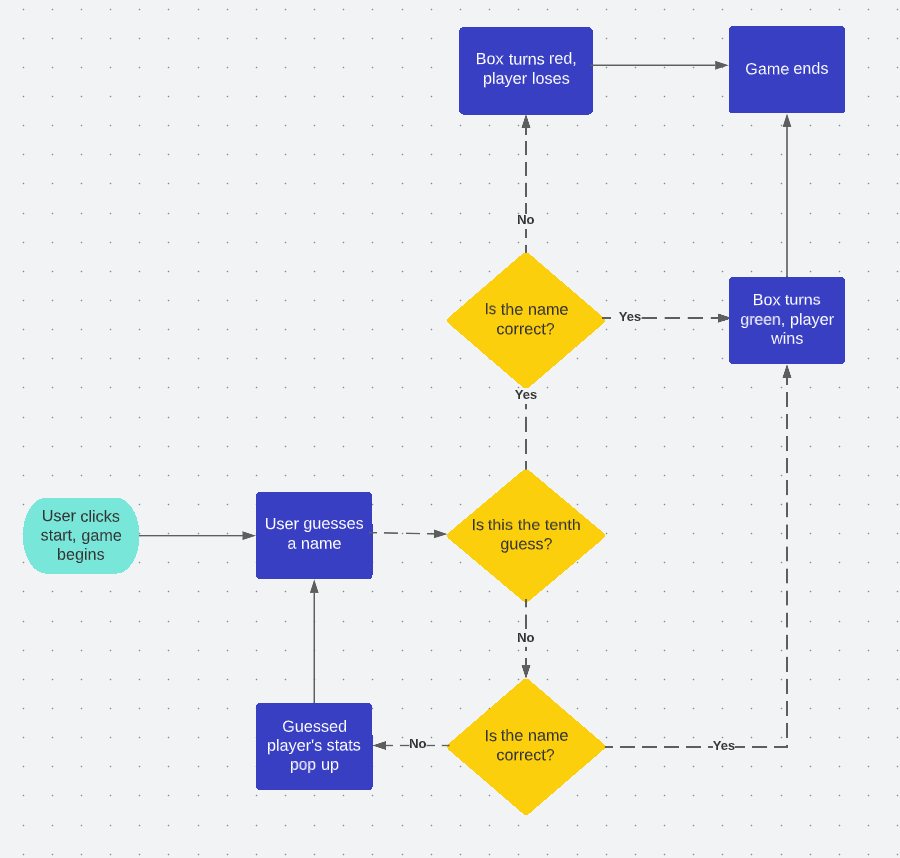 Box turns red,
player loses
Game ends
No
Is the name
correct?
Yes
Box turns
green, player
wins
Yes
User clicks
start, game
begins
User guesses
a name
Is this the tenth
guess?
No
Guessed
player's stats
pop up
No
Is the name
correct?
Yes